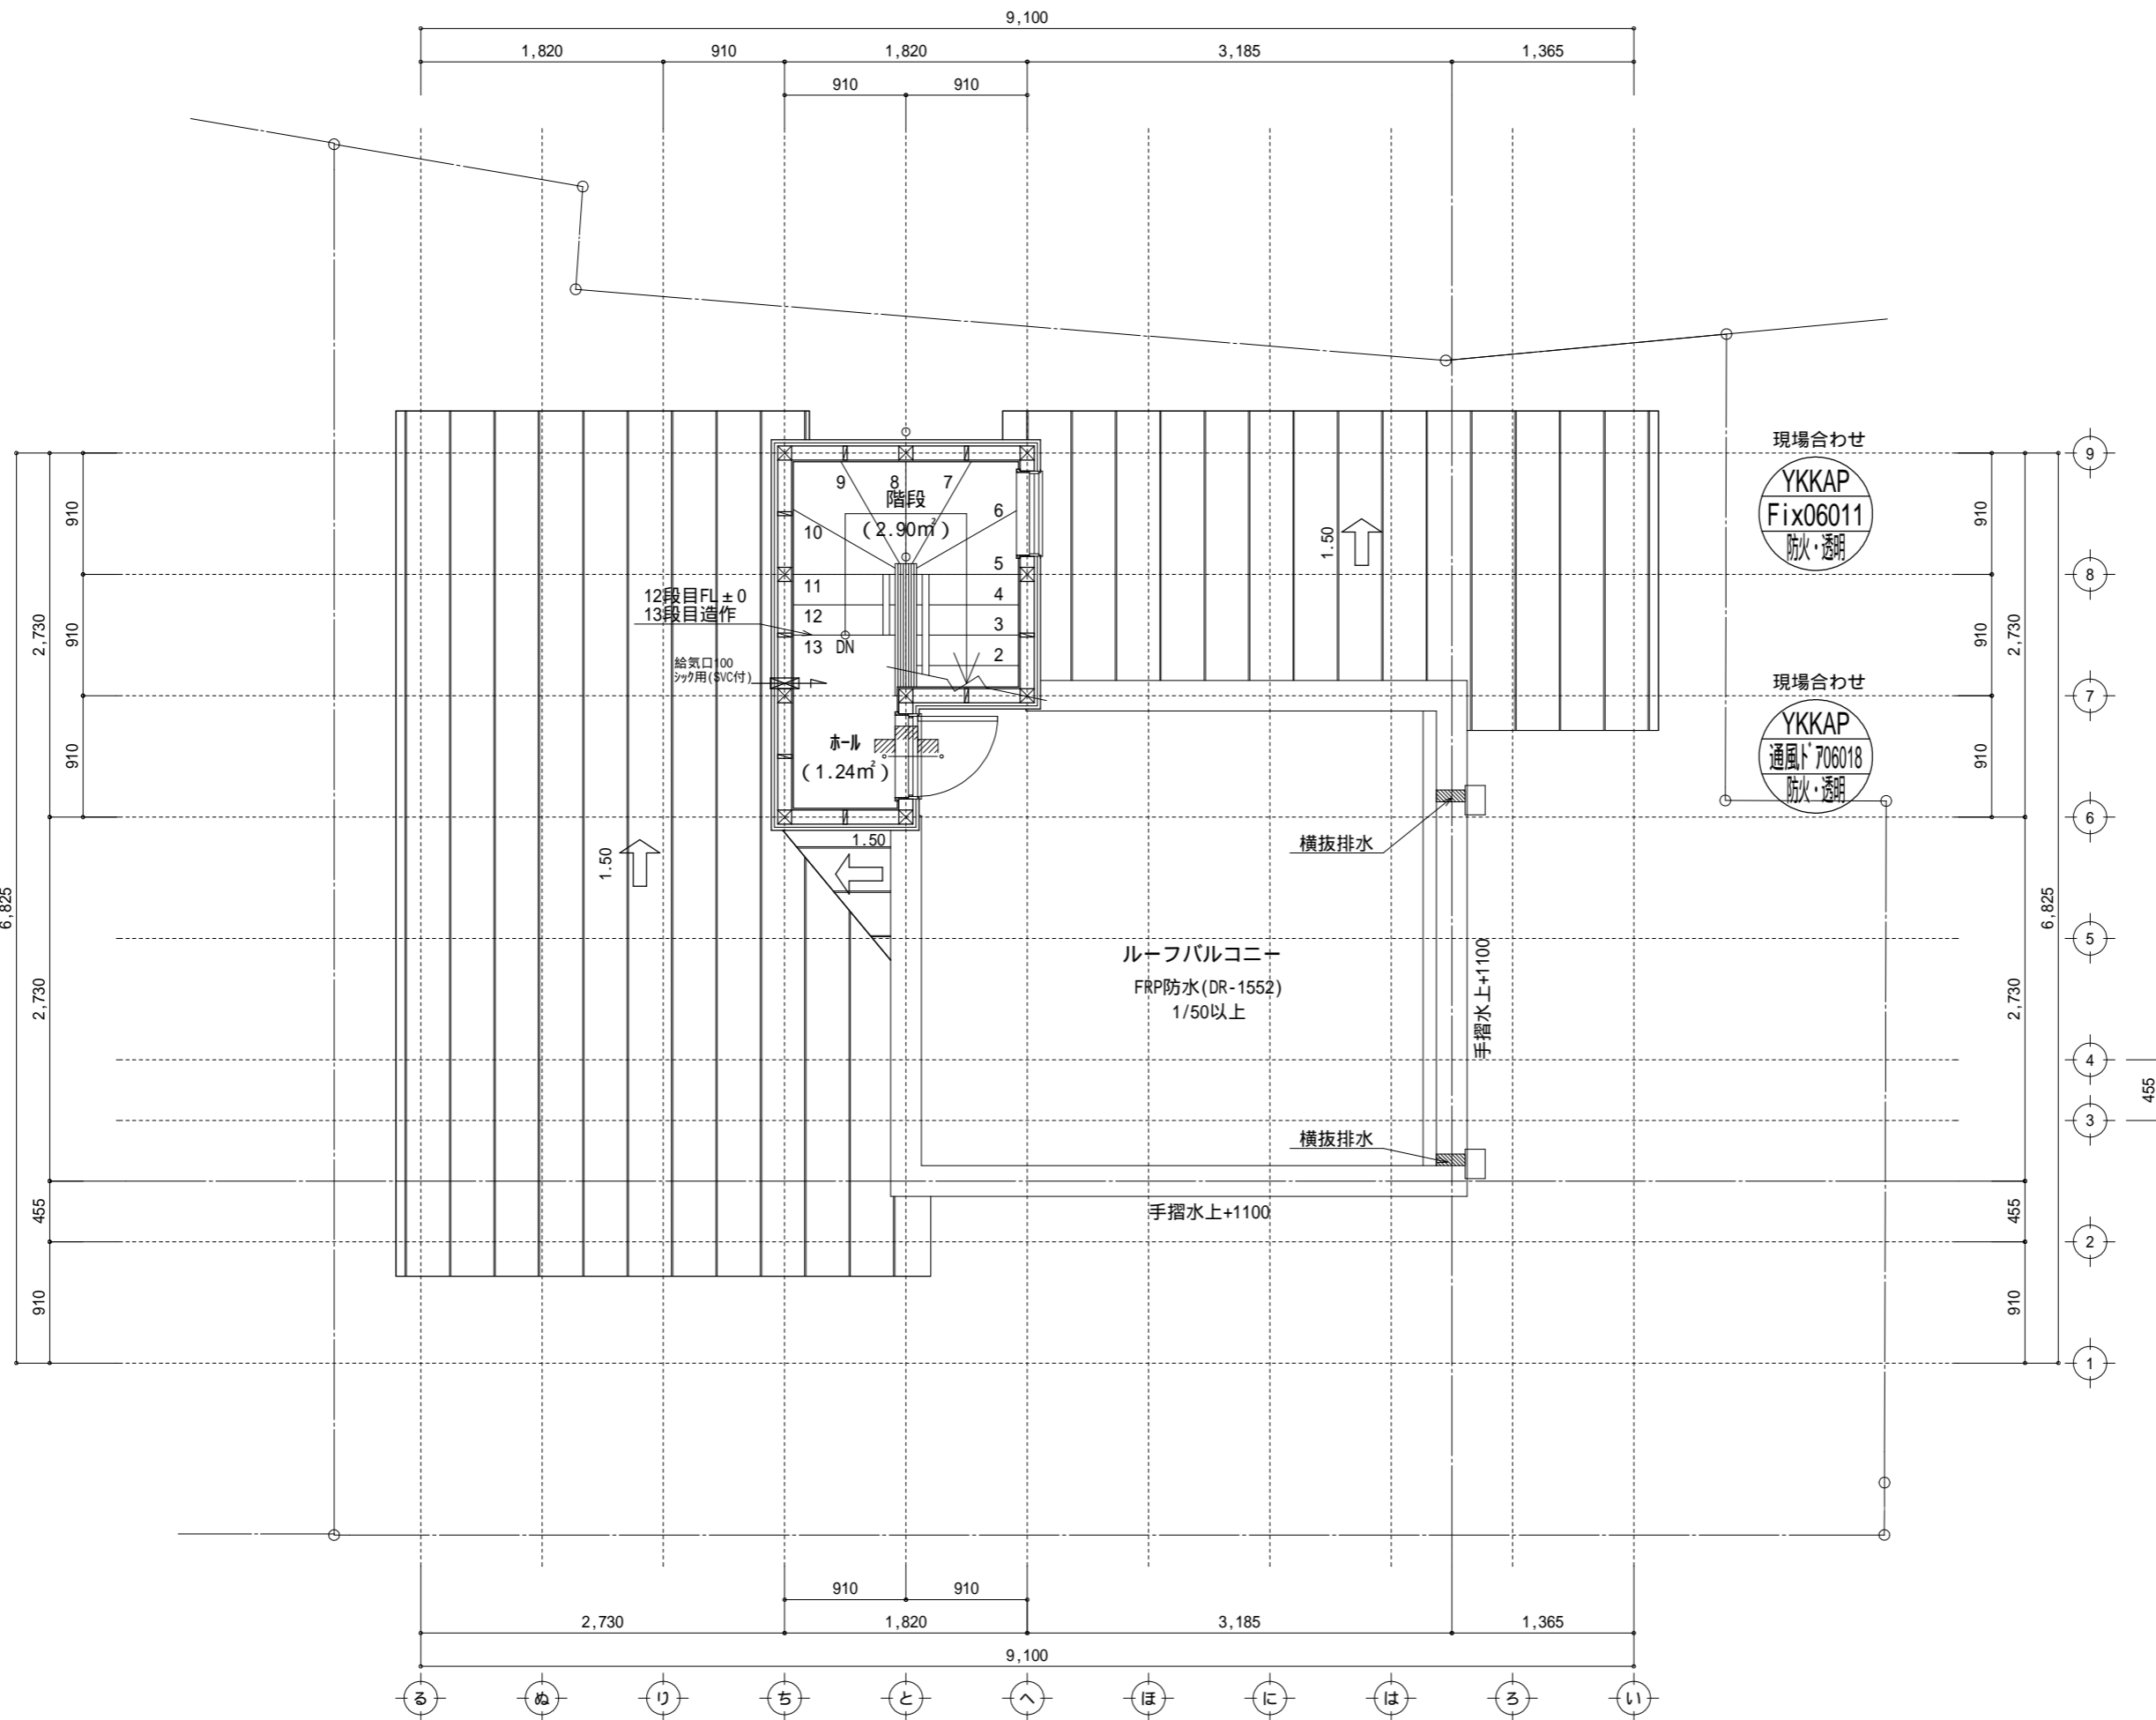 9,100
1,820
910
1,820
3,185
1,365
910
910
現場合わせ
YKKAP
Fix06011
防火・透明
9
8
7
6
5
4
3
2
1
9
8
7
階段
(2.90㎡)
6
10
5
11
4
12
3
13
DN
2
12段目FL±0
13段目造作
給気口100
シック用(SVC付)
ホール
(1.24㎡)
1.50
1.50
1.50
現場合わせ
YKKAP
通風ドア06018
防火・透明
横抜排水
ルーフバルコニー
FRP防水(DR-1552)
1/50以上
手摺水上+1100
横抜排水
手摺水上+1100
910
910
910
2,730
2,730
455
910
6,825
910
910
910
2,730
2,730
455
910
6,825
455
910
910
2,730
1,820
3,185
1,365
9,100
る
ぬ
り
ち
と
へ
ほ
に
は
ろ
い